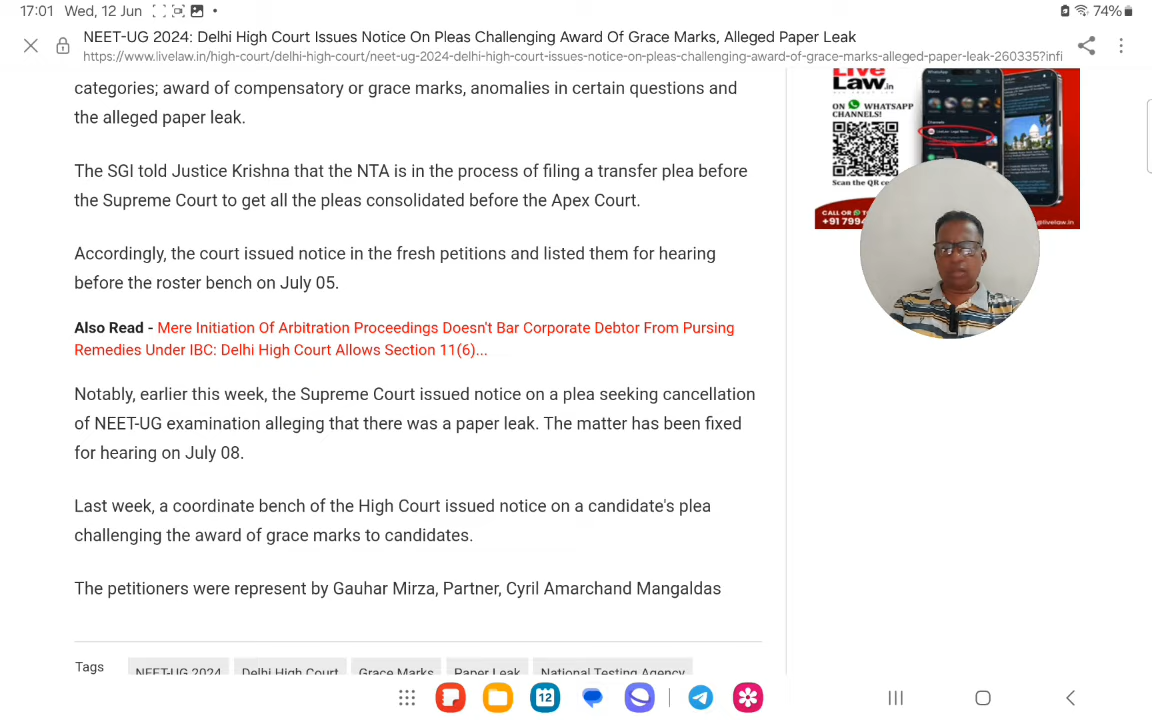 17:01 Wed, 12 Jun
74%
NEET-UG 2024: Delhi High Court Issues Notice On Pleas Challenging Award Of Grace Marks, Alleged Paper Leak
https://www.livelaw.in/high-court/delhi-high-court/neet-ug-2024-delhi-high-court-issues-notice-on-pleas-challenging-award-of-grace-marks-alleged-paper-leak-260335?infi
categories; award of compensatory or grace marks, anomalies in certain questions and
the alleged paper leak.
The SGI told Justice Krishna that the NTA is in the process of filing a transfer plea before
the Supreme Court to get all the pleas consolidated before the Apex Court.
Accordingly, the court issued notice in the fresh petitions and listed them for hearing
before the roster bench on July 05.
Also Read - Mere Initiation Of Arbitration Proceedings Doesn't Bar Corporate Debtor From Pursing
Remedies Under IBC: Delhi High Court Allows Section 11(6)...
Notably, earlier this week, the Supreme Court issued notice on a plea seeking cancellation
of NEET-UG examination alleging that there was a paper leak. The matter has been fixed
for hearing on July 08.
Last week, a coordinate bench of the High Court issued notice on a candidate's plea
challenging the award of grace marks to candidates.
The petitioners were represent by Gauhar Mirza, Partner, Cyril Amarchand Mangaldas
Tags NEET-UG 2024 Delhi High Court Grace Marks Paper Leak National Testing Agency
Live
Law.in
ON WHATSAPP
CHANNELS!
Scan the QR
CALL OR
+91 7994
@livelaw.in
12